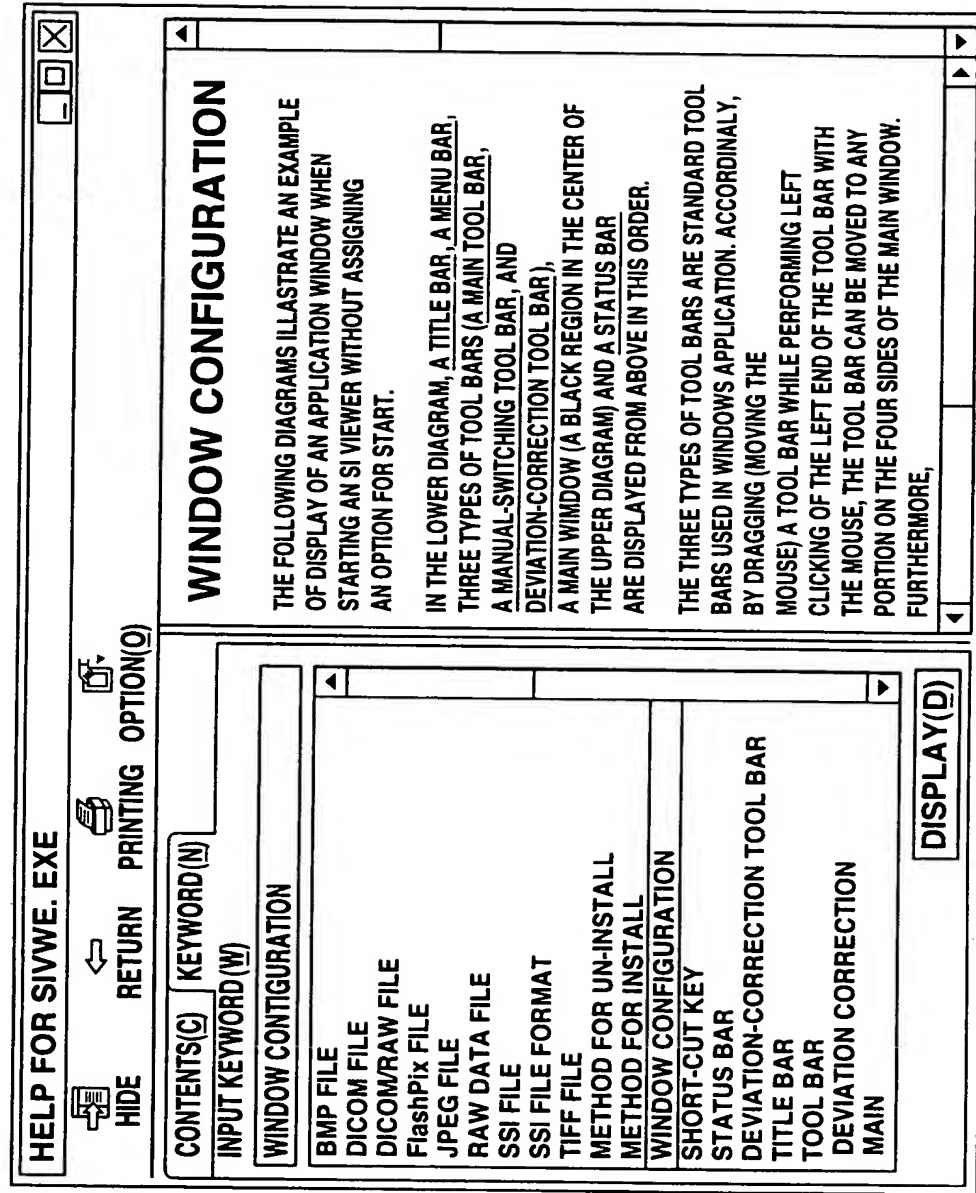 HELP FOR SIVWE. EXE
HIDE RETURN PRINTING OPTION(O)
CONTENTS(C) KEYWORD(N)
INPUT KEYWORD(W)
WINDOW CONTIGURATION
BMP FILE
DICOM FILE
DICOM/RAW FILE
FlashPix FILE
JPEG FILE
RAW DATA FILE
SSI FILE
SSI FILE FORMAT
TIFF FILE
METHOD FOR UN-INSTALL
METHOD FOR INSTALL
WINDOW CONFIGURATION
SHORT-CUT KEY
STATUS BAR
DEVIATION-CORRECTION TOOL BAR
TITLE BAR
TOOL BAR
DEVIATION CORRECTION
MAIN
DISPLAY(D)
WINDOW CONFIGURATION
THE FOLLOWING DIAGRAMS ILLASTRATE AN EXAMPLE
OF DISPLAY OF AN APPLICATION WINDOW WHEN
STARTING AN SI VIEWER WITHOUT ASSIGNING
AN OPTION FOR START.
IN THE LOWER DIAGRAM, A TITLE BAR, A MENU BAR,
THREE TYPES OF TOOL BARS (A MAIN TOOL BAR,
A MANUAL-SWITCHING TOOL BAR, AND
DEVIATION-CORRECTION TOOL BAR),
A MAIN WIMDOW (A BLACK REGION IN THE CENTER OF
THE UPPER DIAGRAM) AND A STATUS BAR
ARE DISPLAYED FROM ABOVE IN THIS ORDER.
THE THREE TYPES OF TOOL BARS ARE STANDARD TOOL
BARS USED IN WINDOWS APPLICATION. ACCORDINALY,
BY DRAGGING (MOVING THE
MOUSE) A TOOL BAR WHILE PERFORMING LEFT
CLICKING OF THE LEFT END OF THE TOOL BAR WITH
THE MOUSE, THE TOOL BAR CAN BE MOVED TO ANY
PORTION ON THE FOUR SIDES OF THE MAIN WINDOW.
FURTHERMORE,